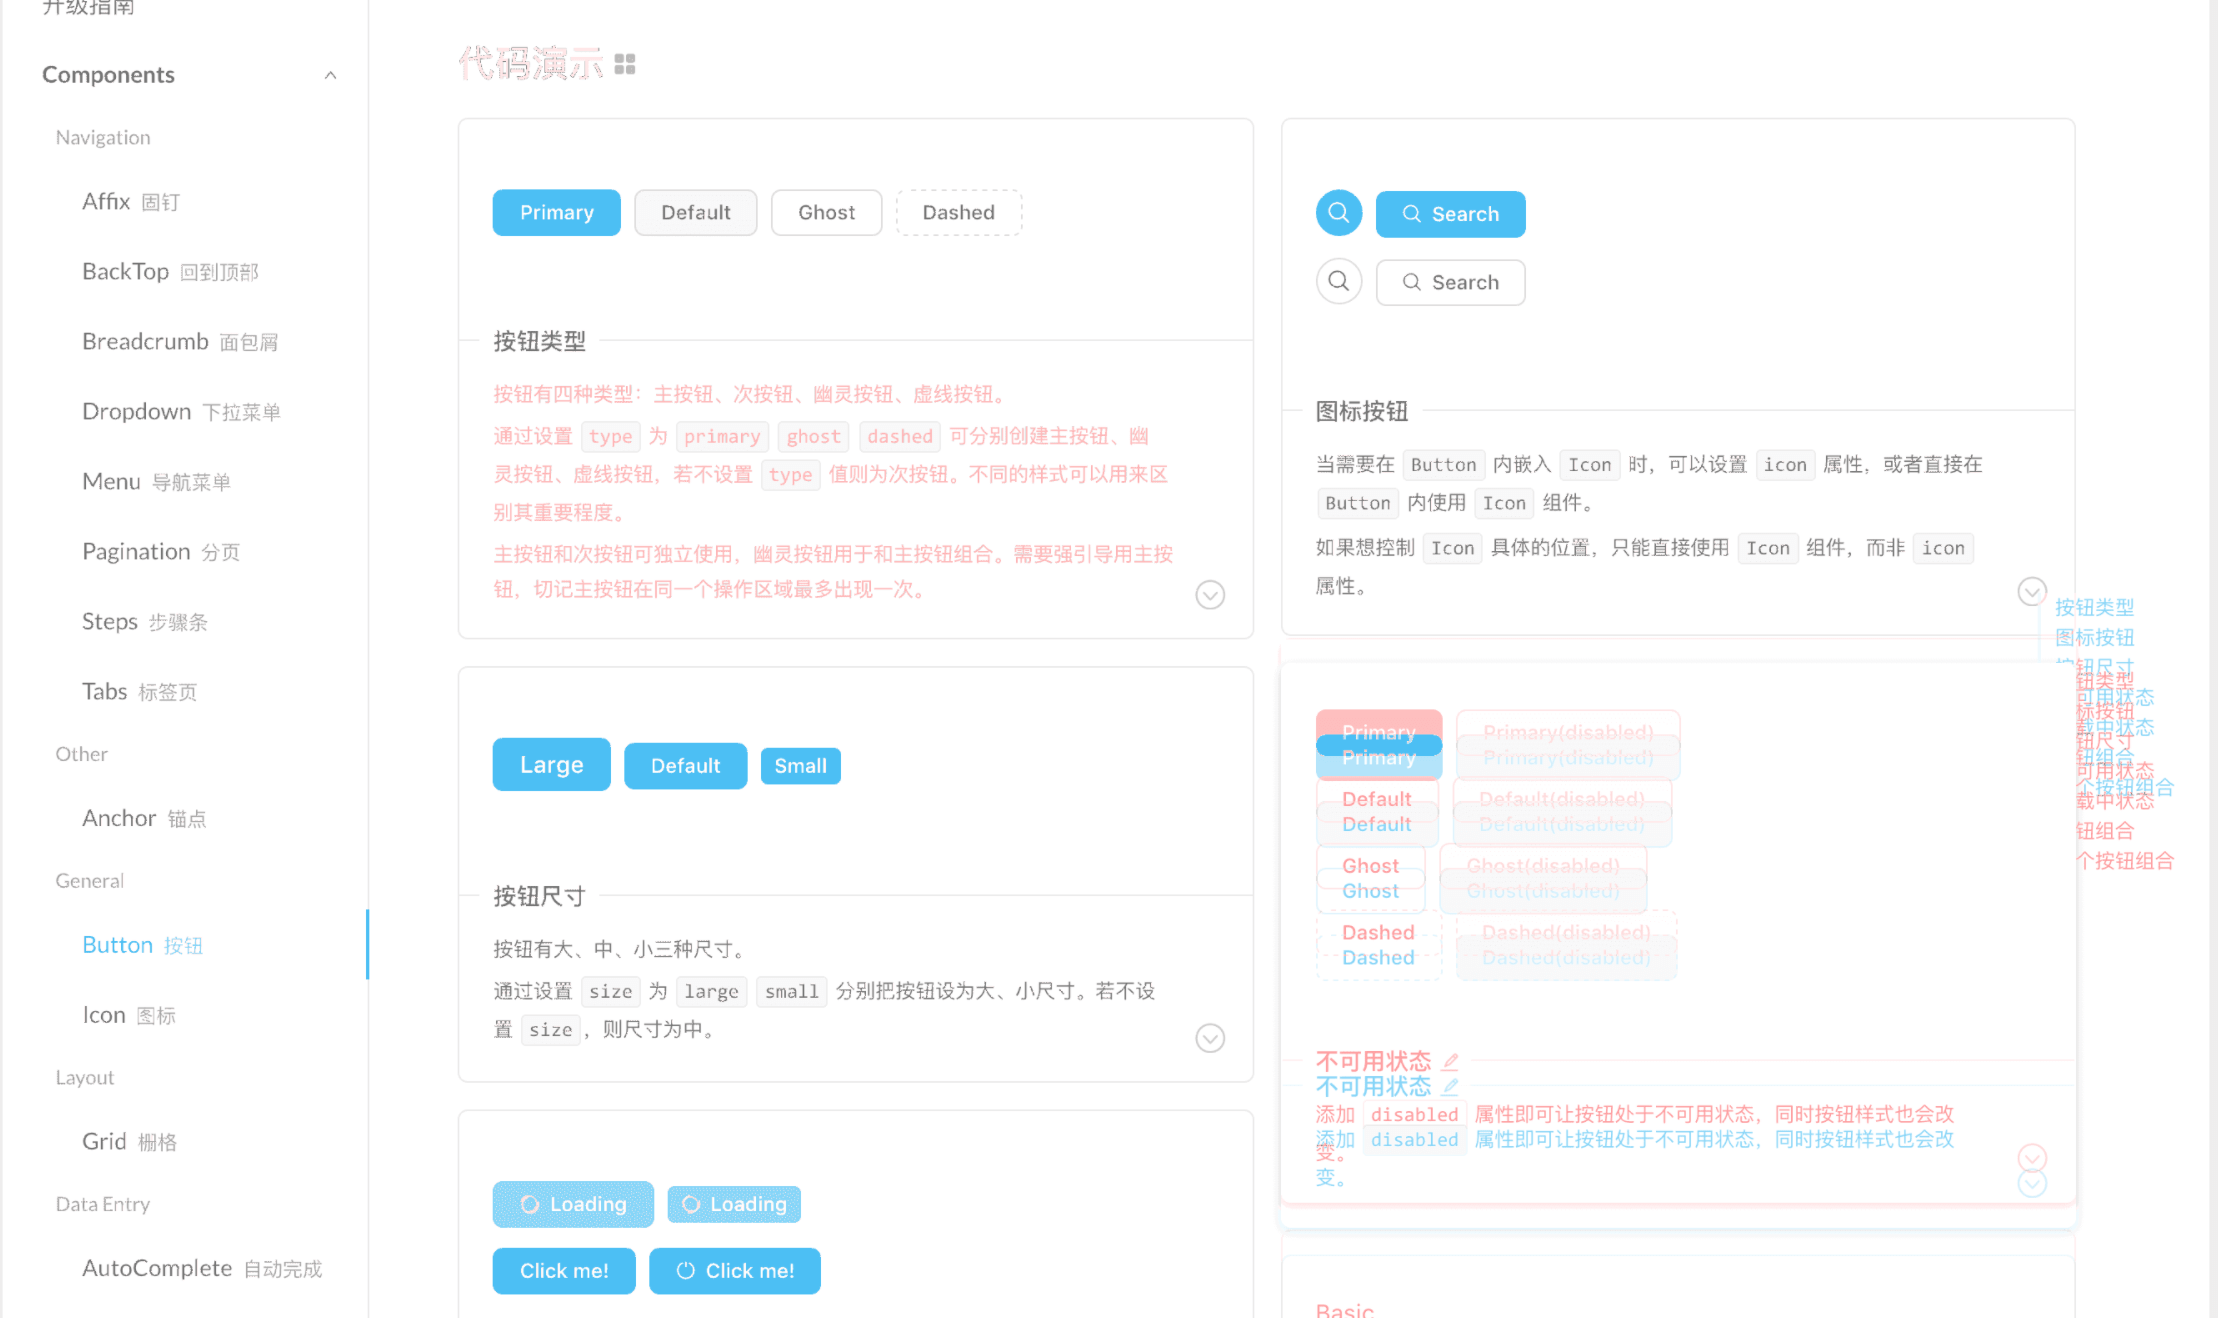 升级指南
Components
Navigation
Affix 固钉
BackTop 回到顶部
Breadcrumb 面包屑
Dropdown 下拉菜单
Menu 导航菜单
Pagination 分页
Steps 步骤条
Tabs 标签页
Other
Anchor 锚点
General
Button 按钮
Icon 图标
Layout
Grid 栅格
Data Entry
AutoComplete 自动完成
代码演示
Primary Default Ghost Dashed
按钮类型
按钮有四种类型：主按钮、次按钮、幽灵按钮、虚线按钮。
通过设置 type 为 primary ghost dashed 可分别创建主按钮、幽
灵按钮、虚线按钮，若不设置 type 值则为次按钮。不同的样式可以用来区
别其重要程度。
主按钮和次按钮可独立使用，幽灵按钮用于和主按钮组合。需要强引导用主按
钮，切记主按钮在同一个操作区域最多出现一次。
Search
Search
图标按钮
当需要在 Button 内嵌入 Icon 时，可以设置 icon 属性，或者直接在
Button 内使用 Icon 组件。
如果想控制 Icon 具体的位置，只能直接使用 Icon 组件，而非 icon
属性。
Large Default Small
按钮尺寸
按钮有大、中、小三种尺寸。
通过设置 size 为 large small 分别把按钮设为大、小尺寸。若不设
置 size，则尺寸为中。
Primary Primary(disabled)
Primary Primary(disabled)
Default Default(disabled)
Default Default(disabled)
Ghost Ghost(disabled)
Ghost Ghost(disabled)
Dashed Dashed(disabled)
Dashed Dashed(disabled)
不可用状态
不可用状态
添加 disabled 属性即可让按钮处于不可用状态，同时按钮样式也会改
添加 disabled 属性即可让按钮处于不可用状态，同时按钮样式也会改
变。
变。
Loading Loading
Click me! Click me!
Basic
按钮类型
图标按钮
按钮尺寸
钮类型
可用状态
标按钮
载中状态
钮尺寸
钮组合
可用状态
个按钮组合
载中状态
钮组合
个按钮组合